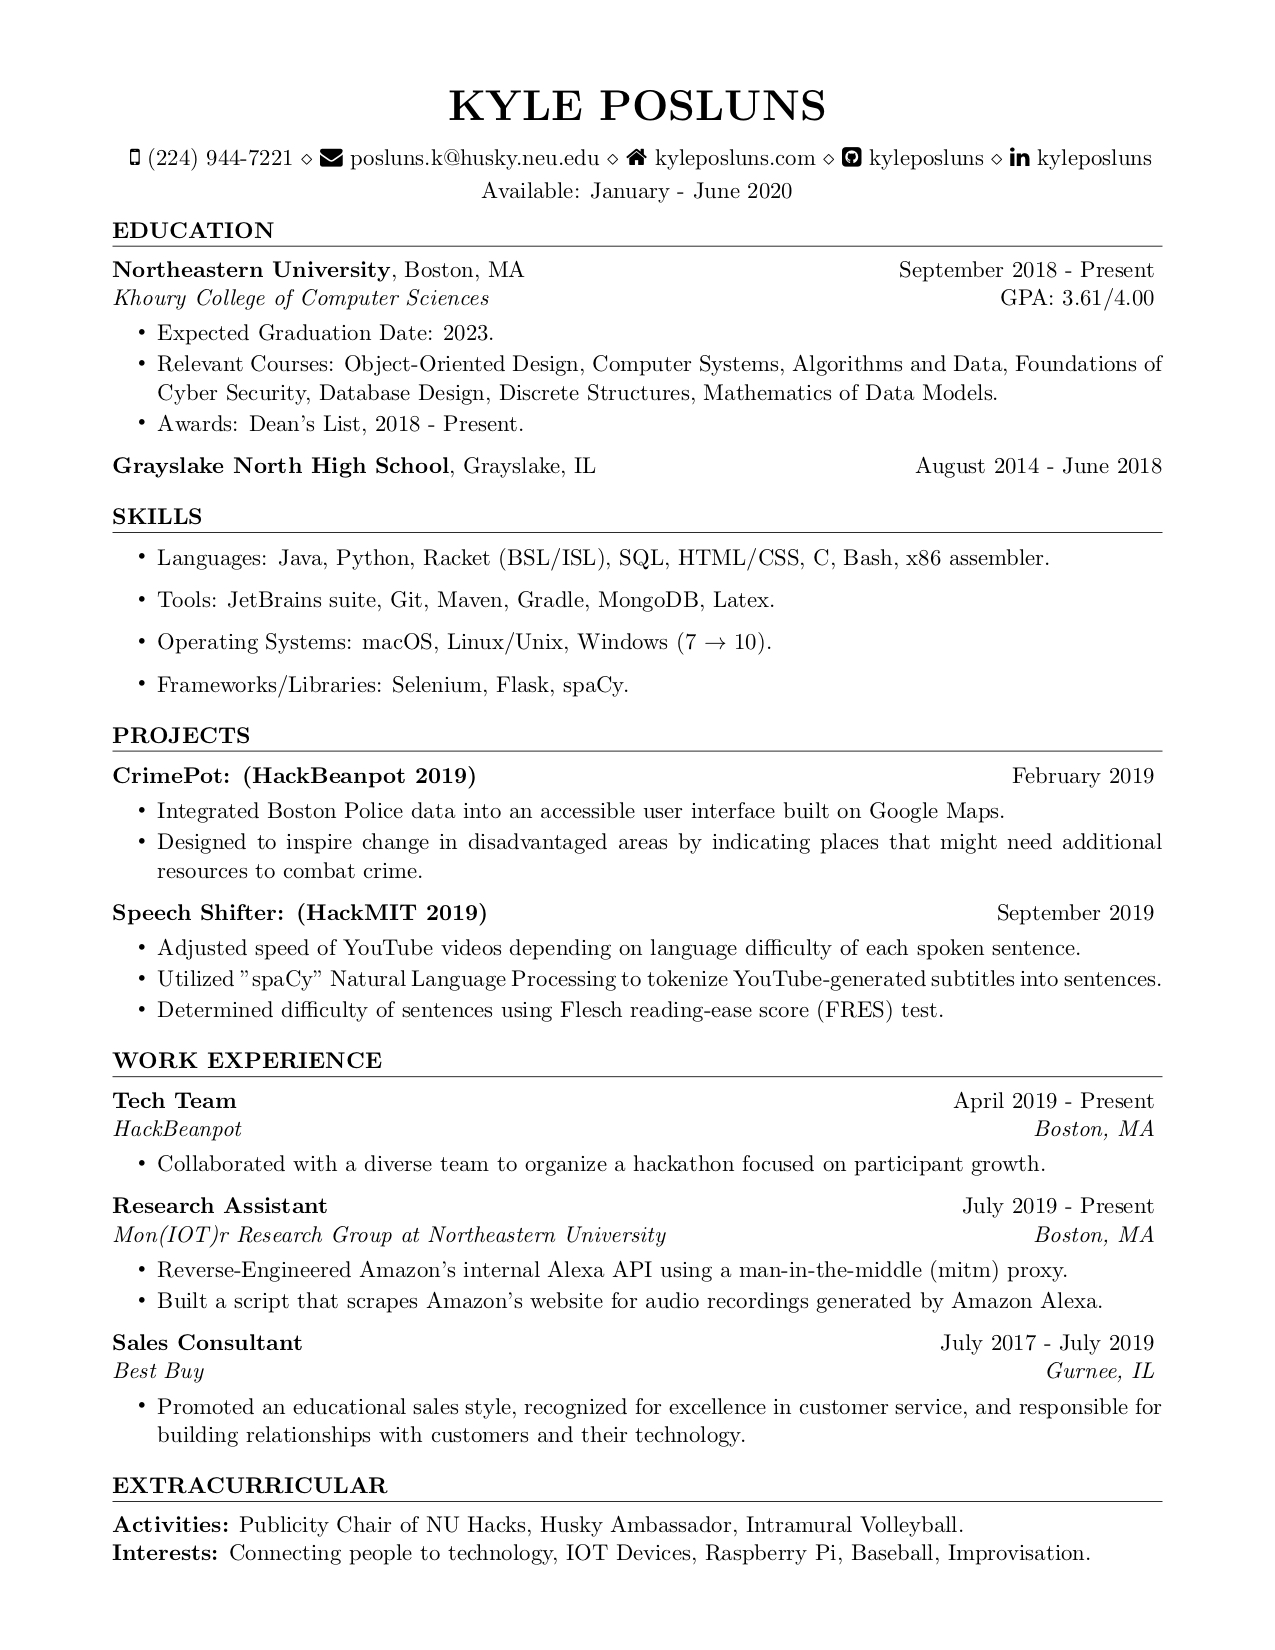 KYLE POSLUNS
(224) 944-7221 ⋄ posluns.k@husky.neu.edu ⋄ kyleposluns.com ⋄ kyleposluns ⋄ kyleposluns
Available: January - June 2020
EDUCATION
Northeastern University, Boston, MA September 2018 - Present
Khoury College of Computer Sciences GPA: 3.61/4.00
• Expected Graduation Date: 2023.
• Relevant Courses: Object-Oriented Design, Computer Systems, Algorithms and Data, Foundations of
Cyber Security, Database Design, Discrete Structures, Mathematics of Data Models.
• Awards: Dean's List, 2018 - Present.
Grayslake North High School, Grayslake, IL August 2014 - June 2018
SKILLS
• Languages: Java, Python, Racket (BSL/ISL), SQL, HTML/CSS, C, Bash, x86 assembler.
• Tools: JetBrains suite, Git, Maven, Gradle, MongoDB, Latex.
• Operating Systems: macOS, Linux/Unix, Windows (7 → 10).
• Frameworks/Libraries: Selenium, Flask, spaCy.
PROJECTS
CrimePot: (HackBeanpot 2019) February 2019
• Integrated Boston Police data into an accessible user interface built on Google Maps.
• Designed to inspire change in disadvantaged areas by indicating places that might need additional
resources to combat crime.
Speech Shifter: (HackMIT 2019) September 2019
• Adjusted speed of YouTube videos depending on language difficulty of each spoken sentence.
• Utilized ”spaCy” Natural Language Processing to tokenize YouTube-generated subtitles into sentences.
• Determined difficulty of sentences using Flesch reading-ease score (FRES) test.
WORK EXPERIENCE
Tech Team April 2019 - Present
HackBeanpot Boston, MA
• Collaborated with a diverse team to organize a hackathon focused on participant growth.
Research Assistant July 2019 - Present
Mon(IOT)r Research Group at Northeastern University Boston, MA
• Reverse-Engineered Amazon's internal Alexa API using a man-in-the-middle (mitm) proxy.
• Built a script that scrapes Amazon's website for audio recordings generated by Amazon Alexa.
Sales Consultant July 2017 - July 2019
Best Buy Gurnee, IL
• Promoted an educational sales style, recognized for excellence in customer service, and responsible for
building relationships with customers and their technology.
EXTRACURRICULAR
Activities: Publicity Chair of NU Hacks, Husky Ambassador, Intramural Volleyball.
Interests: Connecting people to technology, IOT Devices, Raspberry Pi, Baseball, Improvisation.